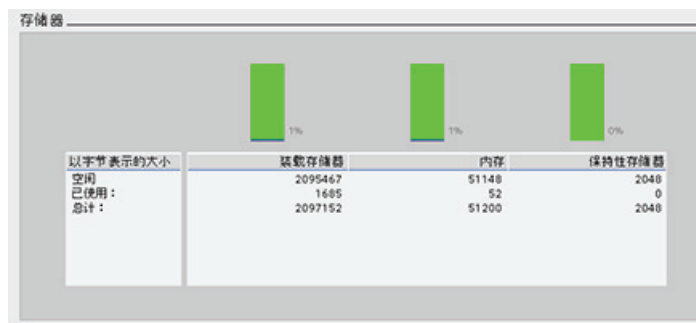 存储器
1% 1% 0%
以字节表示的大小 装载存储器 内存 保持性存储器
空闲 2095467 51148 2048
已使用： 1685 52 0
总计： 2097152 51200 2048